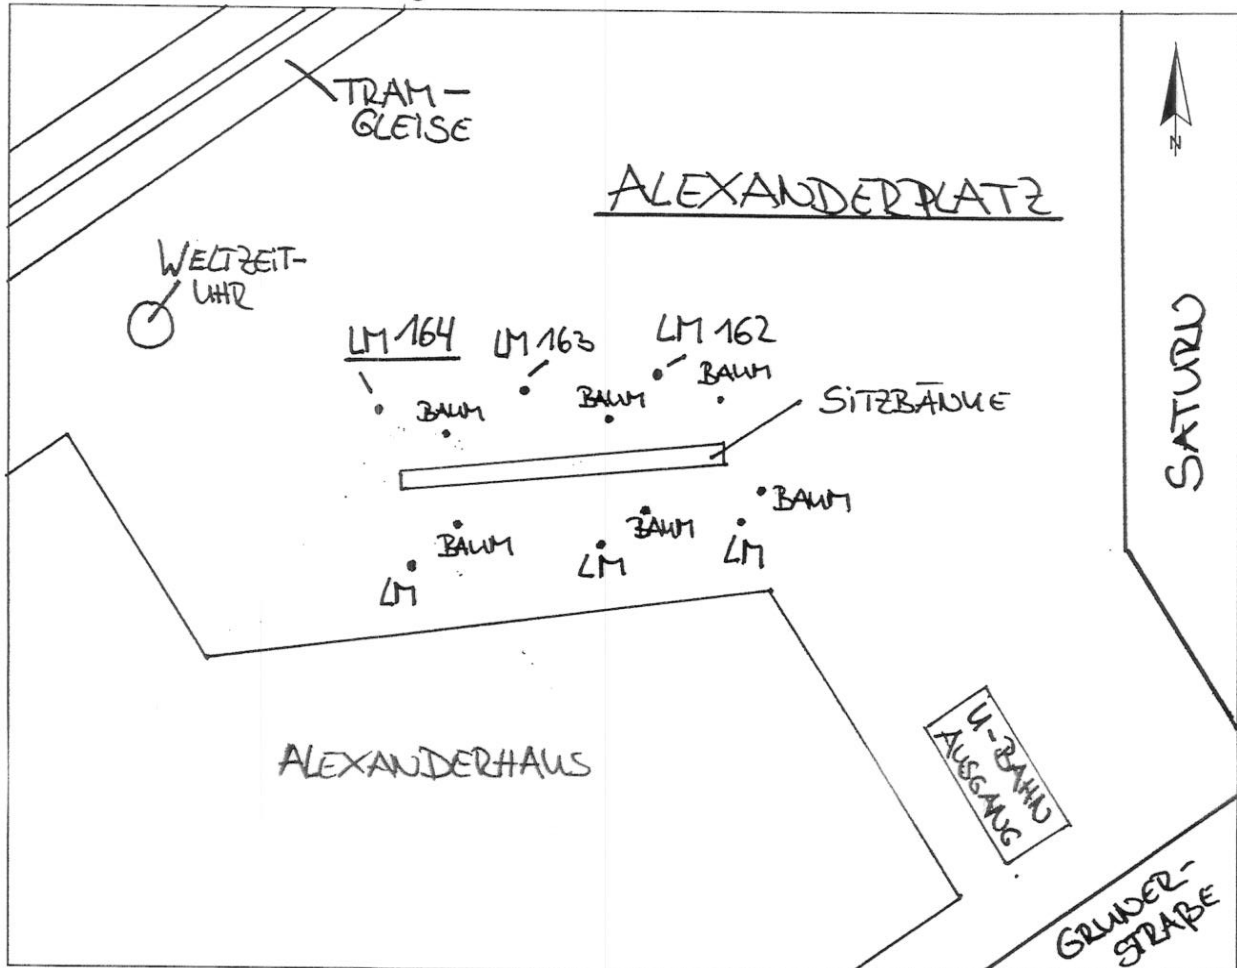 TRAM-
GLEISE
N
ALEXANDERPLATZ
WELTZEIT-
UHR
LM 164
LM 163
LM 162
BAUM
BAUM
BAUM
SITZBÄNKE
SATURN
BAUM
BAUM
BAUM
LM
LM
LM
ALEXANDERHAUS
U-BAHN
AUSGANG
GRUNER-
STRAßE